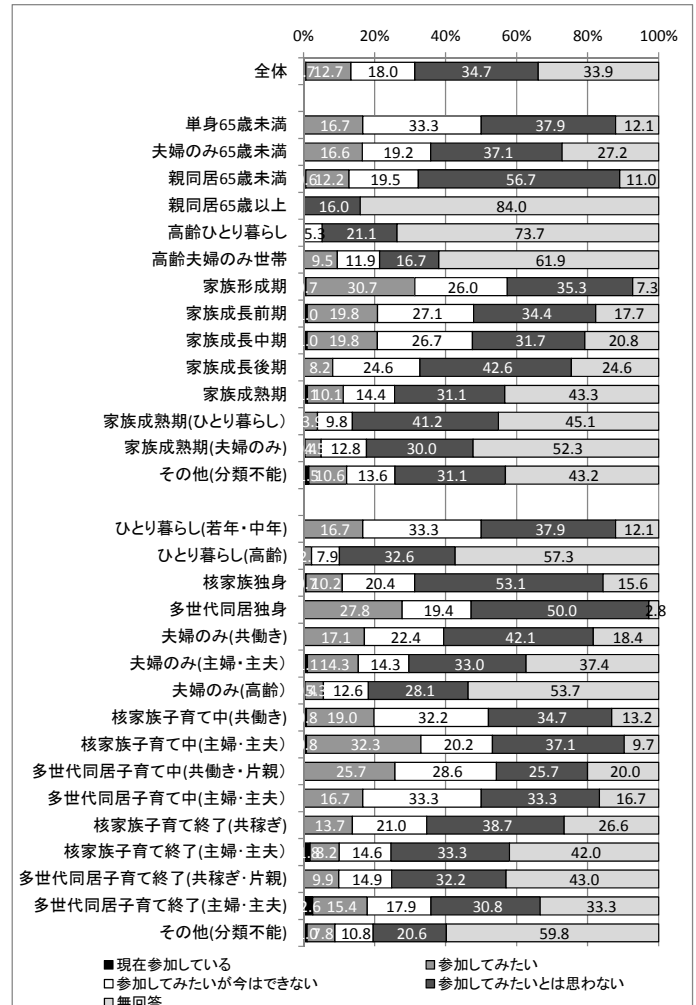 0% 20% 40% 60% 80% 100%
全体 .7 12.7 18.0 34.7 33.9
単身65歳未満 16.7 33.3 37.9 12.1
夫婦のみ65歳未満 16.6 19.2 37.1 27.2
親同居65歳未満 .6 12.2 19.5 56.7 11.0
親同居65歳以上 16.0 84.0
高齢ひとり暮らし 5.3 21.1 73.7
高齢夫婦のみ世帯 9.5 11.9 16.7 61.9
家族形成期 .7 30.7 26.0 35.3 7.3
家族成長前期 .0 19.8 27.1 34.4 17.7
家族成長中期 .0 19.8 26.7 31.7 20.8
家族成長後期 8.2 24.6 42.6 24.6
家族成熟期 .1 10.1 14.4 31.1 43.3
家族成熟期(ひとり暮らし) 3.9 9.8 41.2 45.1
家族成熟期(夫婦のみ) 12.8 30.0 52.3
その他(分類不能) .5 10.6 13.6 31.1 43.2
ひとり暮らし(若年・中年) 16.7 33.3 37.9 12.1
ひとり暮らし(高齢) 7.9 32.6 57.3
核家族独身 .7 10.2 20.4 53.1 15.6
多世代同居独身 27.8 19.4 50.0 2.8
夫婦のみ(共働き) 17.1 22.4 42.1 18.4
夫婦のみ(主婦・主夫) .1 14.3 14.3 33.0 37.4
夫婦のみ(高齢) 12.6 28.1 53.7
核家族子育て中(共働き) .8 19.0 32.2 34.7 13.2
核家族子育て中(主婦・主夫) .8 32.3 20.2 37.1 9.7
多世代同居子育て中(共働き・片親) 25.7 28.6 25.7 20.0
多世代同居子育て中(主婦・主夫) 16.7 33.3 33.3 16.7
核家族子育て終了(共稼ぎ) 13.7 21.0 38.7 26.6
核家族子育て終了(主婦・主夫) .8 8.2 14.6 33.3 42.0
多世代同居子育て終了(共稼ぎ・片親) 9.9 14.9 32.2 43.0
多世代同居子育て終了(主婦・主夫) 2.6 15.4 17.9 30.8 33.3
その他(分類不能) .0 7.8 10.8 20.6 59.8
■現在参加している ■参加してみたい
□参加してみたいが今はできない ■参加してみたいとは思わない
□無回答